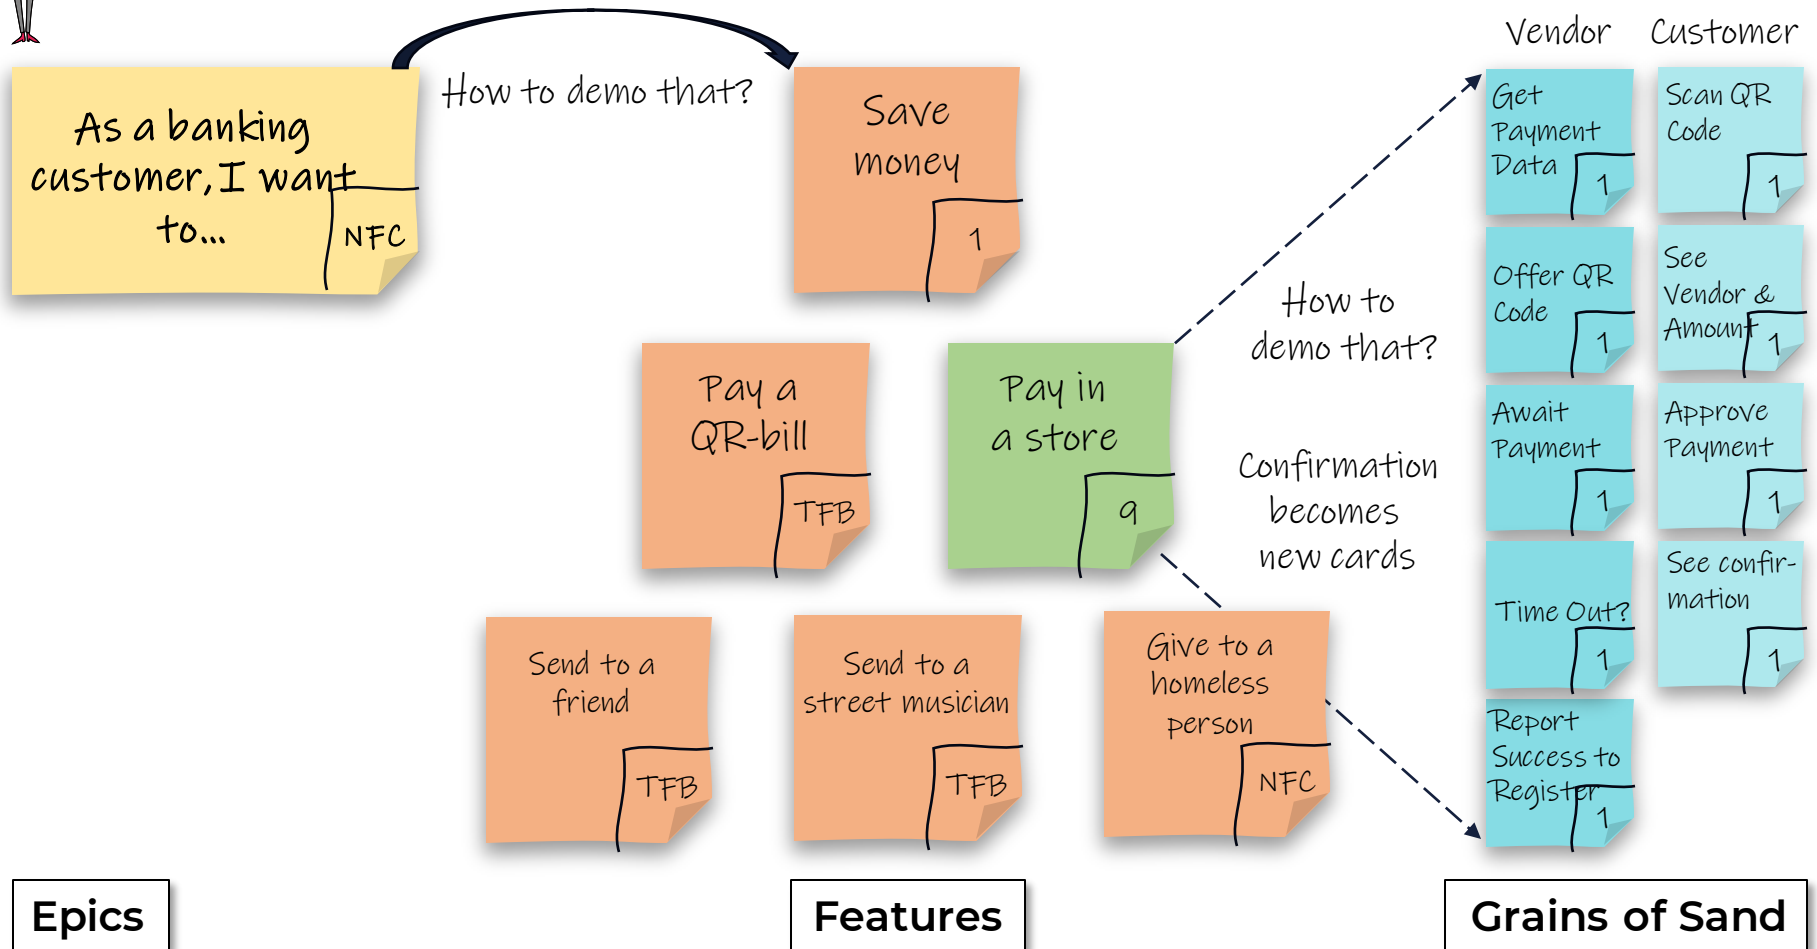 As a banking
customer, I want
to...
NFC
How to demo that?
Save
money
1
Pay a
QR-bill
TFB
Pay in
a store
9
Send to a
friend
TFB
Send to a
street musician
TFB
Give to a
homeless
person
NFC
How to
demo that?
Confirmation
becomes
new cards
Vendor
Get
Payment
Data
1
Offer QR
Code
1
Await
Payment
1
Time Out?
1
Report
Success to
Register
1
Customer
Scan QR
Code
1
See
Vendor &
Amount
1
Approve
Payment
1
See confir-
mation
1
Epics
Features
Grains of Sand